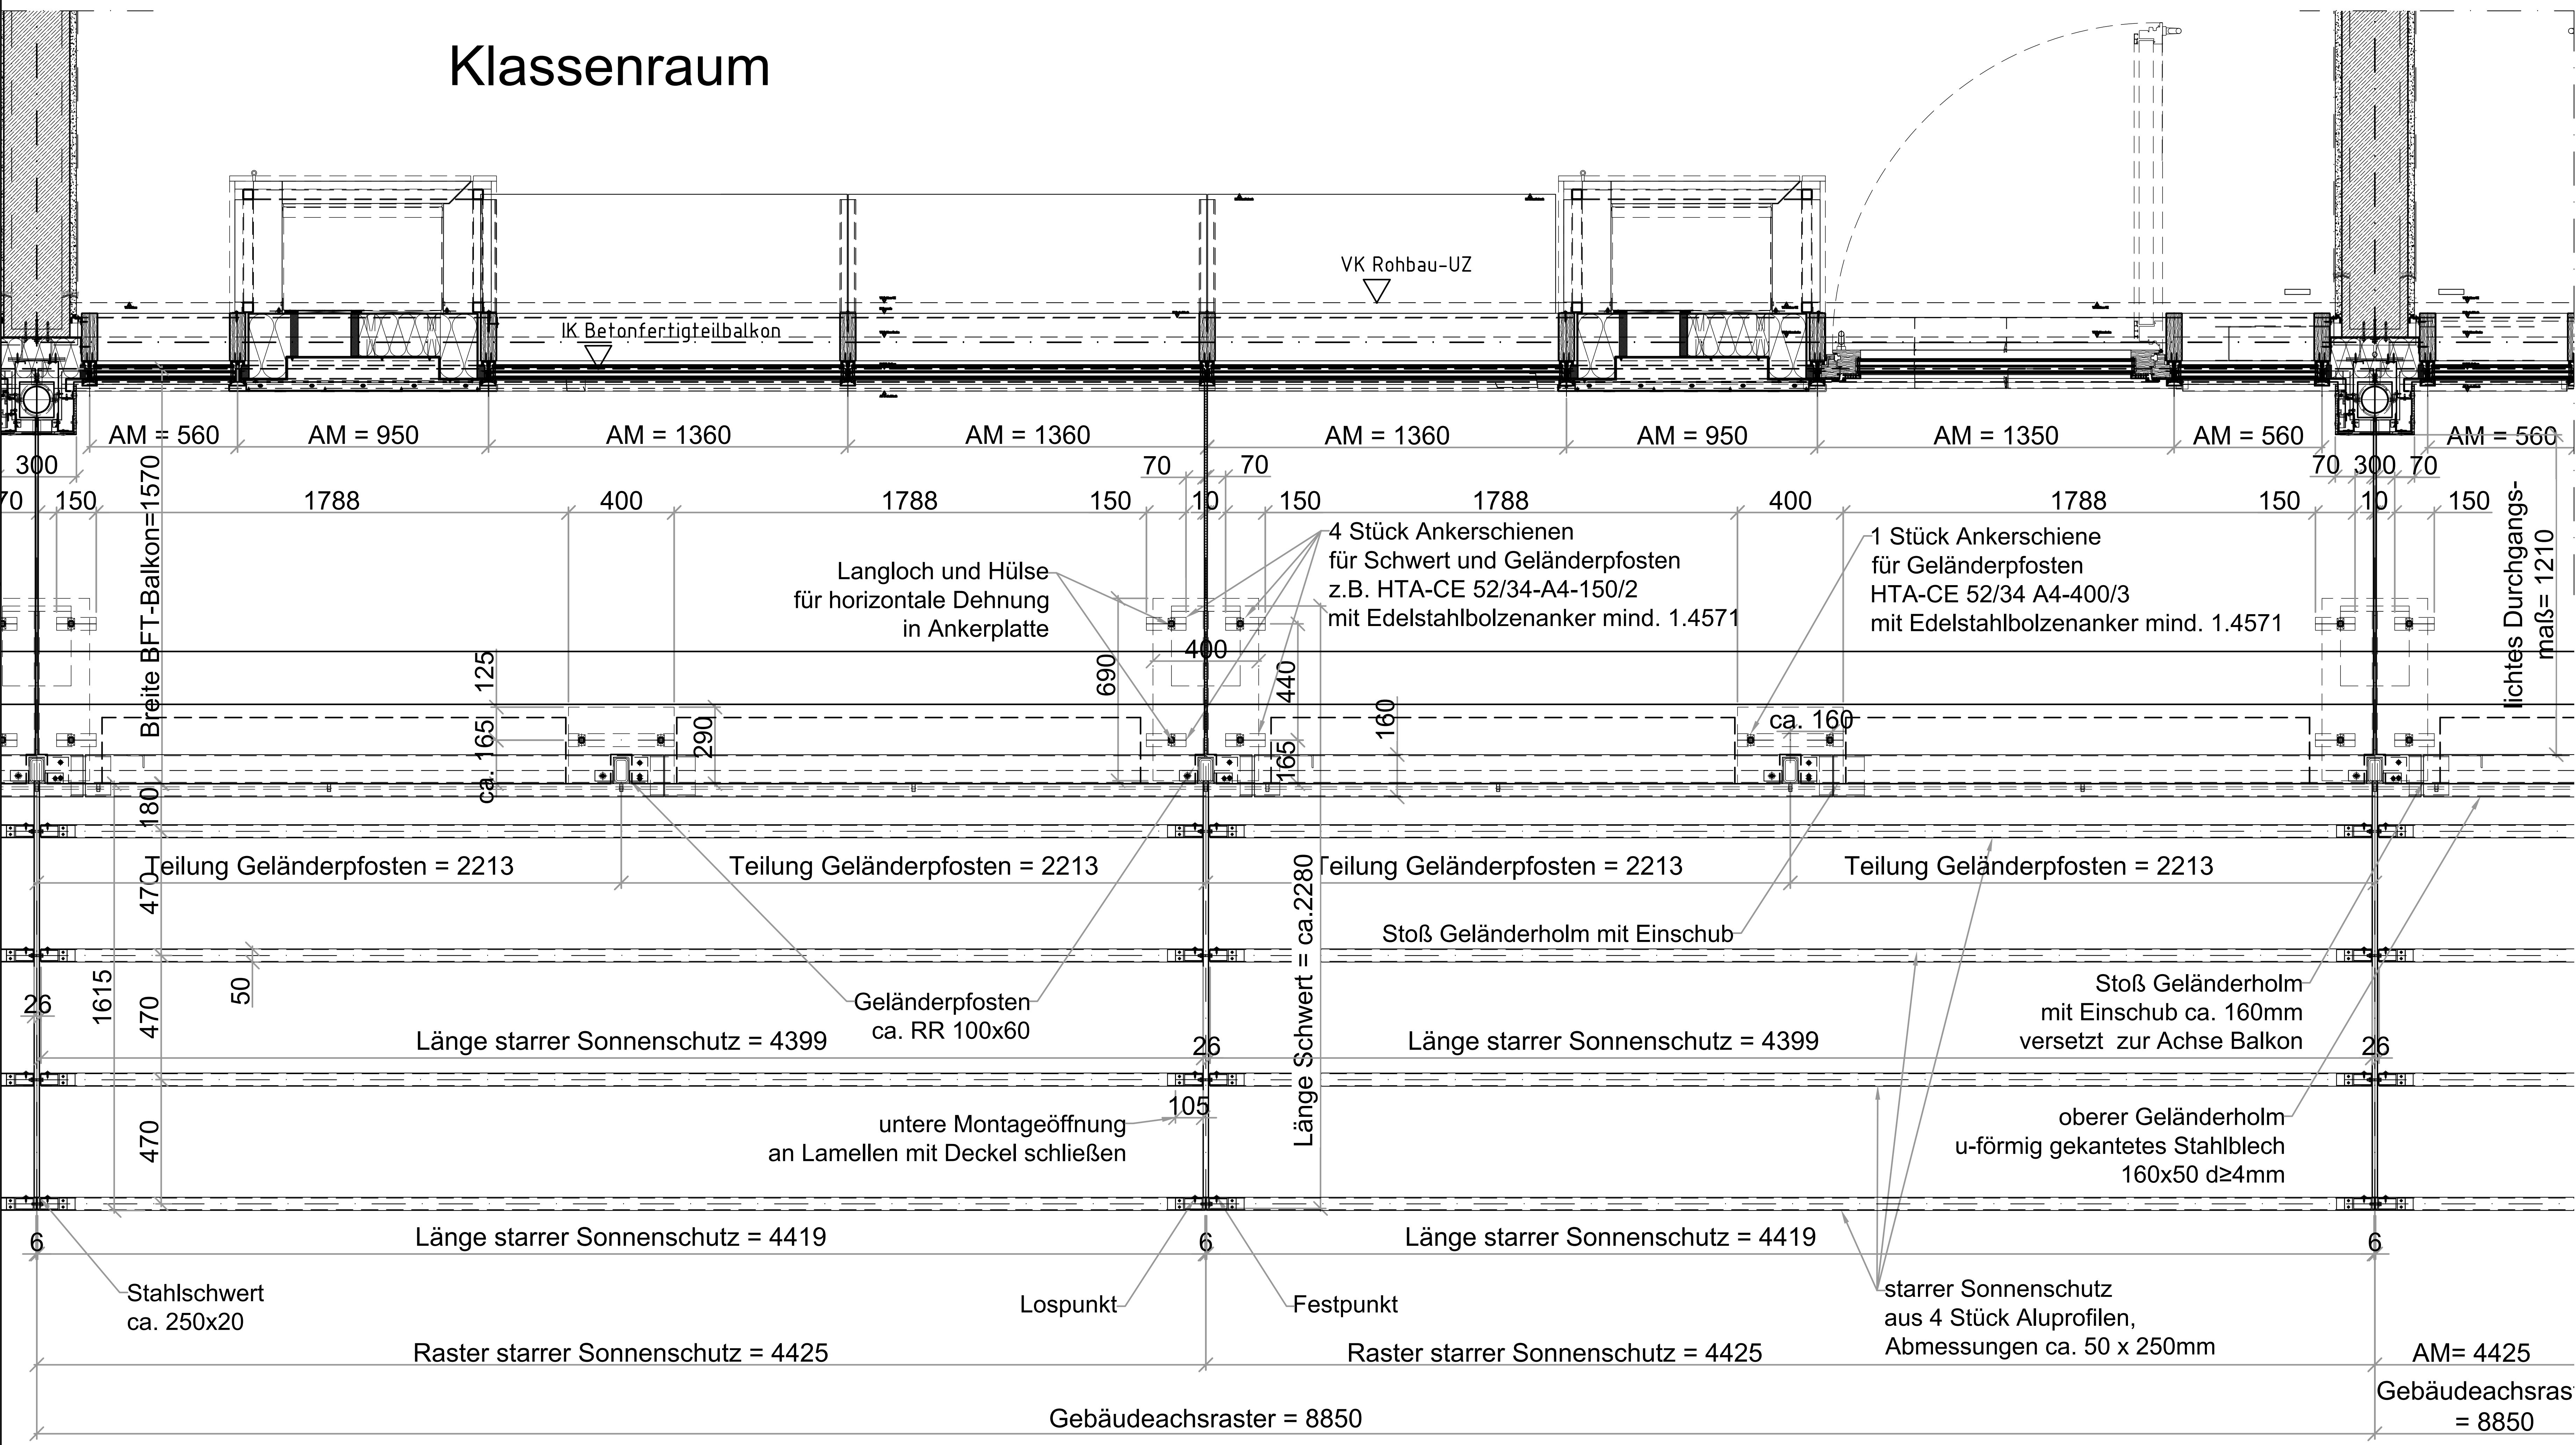 Klassenraum
VK Rohbau-UZ
IK Betonfertigteilbalkon
AM = 560
AM = 950
AM = 1360
AM = 1360
AM = 1360
AM = 950
AM = 1350
AM = 560
AM = 560
300
70
70
70
300
70
70
150
1788
400
1788
150
10
150
1788
400
1788
150
10
150
Breite BFT-Balkon=1570
lichtes Durchgangs-
maß= 1210
4 Stück Ankerschienen
für Schwert und Geländerpfosten
z.B. HTA-CE 52/34-A4-150/2
mit Edelstahlbolzenanker mind. 1.4571
1 Stück Ankerschiene
für Geländerpfosten
HTA-CE 52/34 A4-400/3
mit Edelstahlbolzenanker mind. 1.4571
Langloch und Hülse
für horizontale Dehnung
in Ankerplatte
400
125
690
440
ca. 165
290
165
160
ca. 160
180
Teilung Geländerpfosten = 2213
Teilung Geländerpfosten = 2213
Teilung Geländerpfosten = 2213
Teilung Geländerpfosten = 2213
470
Länge Schwert = ca.2280
Stoß Geländerholm mit Einschub
50
1615
470
26
Geländerpfosten
ca. RR 100x60
Stoß Geländerholm
mit Einschub ca. 160mm
versetzt zur Achse Balkon
Länge starrer Sonnenschutz = 4399
26
Länge starrer Sonnenschutz = 4399
26
105
470
untere Montageöffnung
an Lamellen mit Deckel schließen
oberer Geländerholm
u-förmig gekantetes Stahlblech
160x50 d≥4mm
6
Länge starrer Sonnenschutz = 4419
6
Länge starrer Sonnenschutz = 4419
6
Stahlschwert
ca. 250x20
Lospunkt
Festpunkt
starrer Sonnenschutz
aus 4 Stück Aluprofilen,
Abmessungen ca. 50 x 250mm
Raster starrer Sonnenschutz = 4425
Raster starrer Sonnenschutz = 4425
AM= 4425
Gebäudeachsraster = 8850
Gebäudeachsras
= 8850